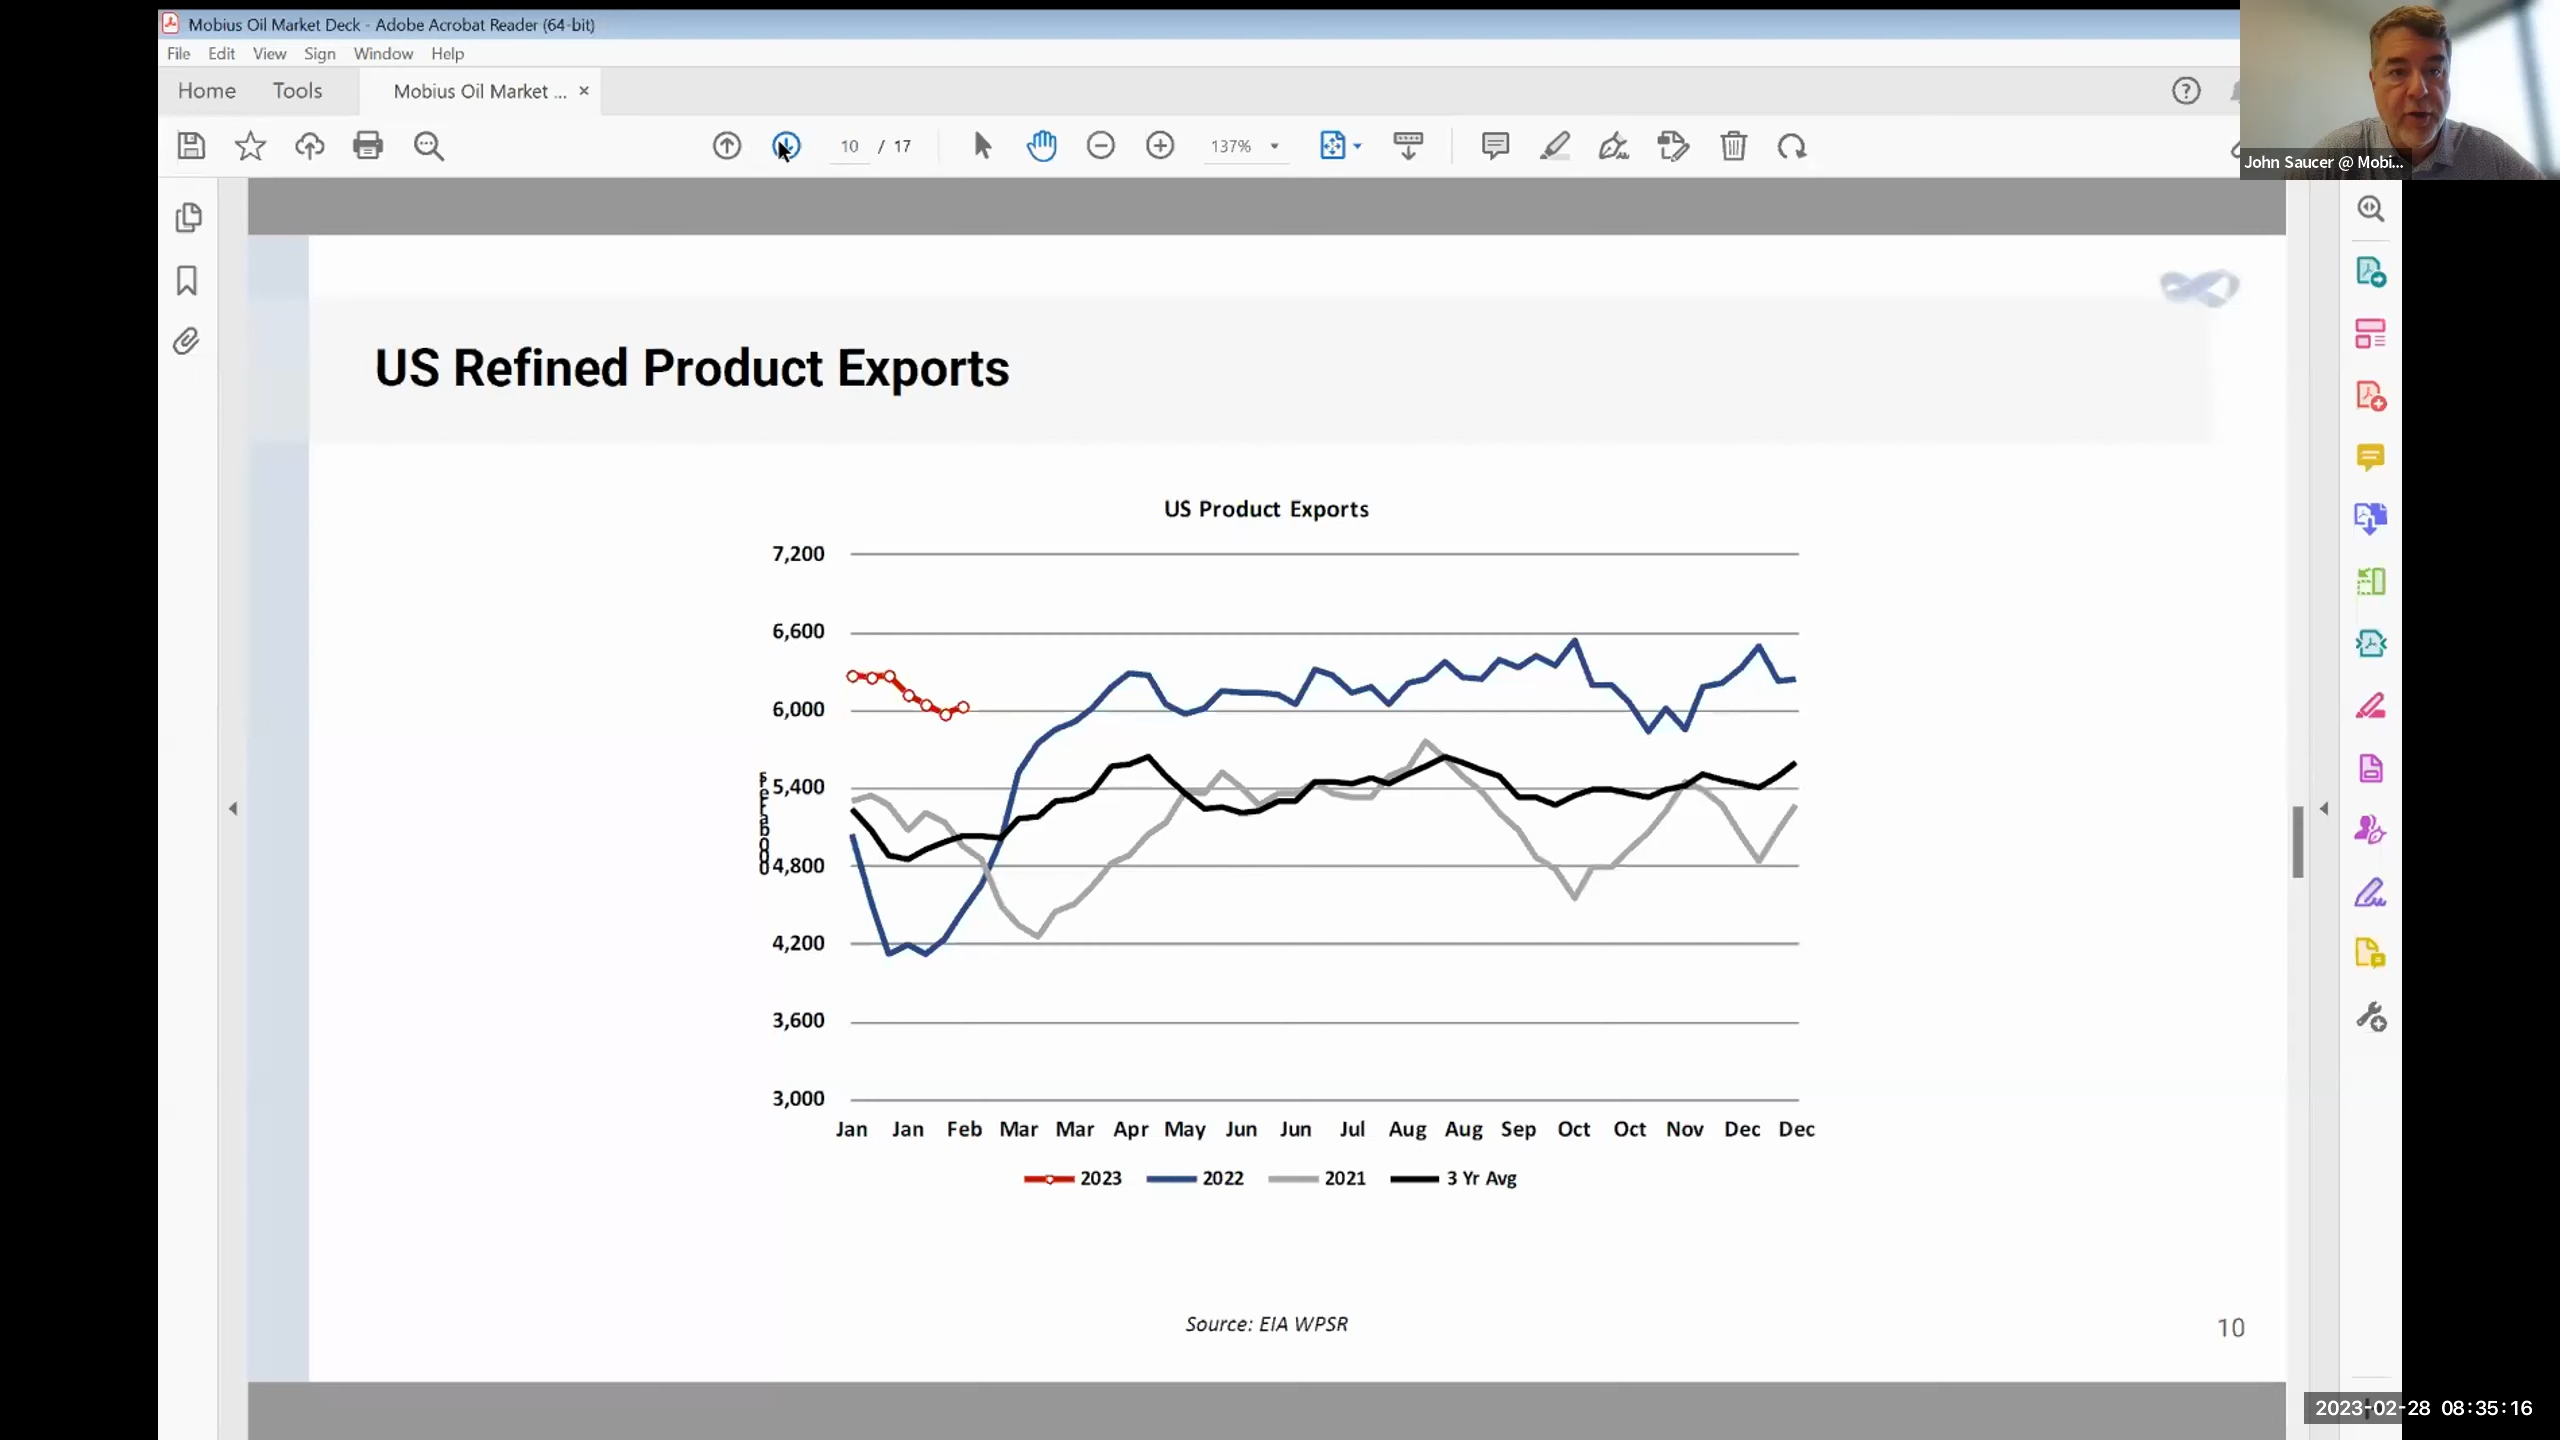 Mobius Oil Market Deck - Adobe Acrobat Reader (64-bit)
File Edit View Sign Window Help
Home Tools Mobius Oil Market ... ×
10 / 17 137%
John Saucer @ Mobi...
US Refined Product Exports
US Product Exports
7,200
6,600
6,000
5,400
4,800
4,200
3,600
3,000
Jan Jan Feb Mar Mar Apr May Jun Jun Jul Aug Aug Sep Oct Oct Nov Dec Dec
2023 2022 2021 3 Yr Avg
Source: EIA WPSR
10
2023-02-28 08:35:16